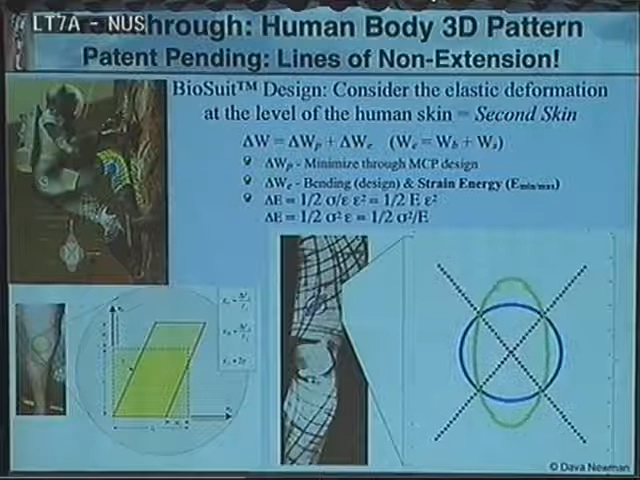 LT7A - NUS
through: Human Body 3D Pattern
Patent Pending: Lines of Non-Extension!
BioSuit™ Design: Consider the elastic deformation
at the level of the human skin = Second Skin
ΔW = ΔWp + ΔWe (We = Wb + Ws)
ΔWp - Minimize through MCP design
ΔWe - Bending (design) & Strain Energy (Emin/max)
ΔE = 1/2 σ/ε ε² = 1/2 E ε²
ΔE = 1/2 σ² ε = 1/2 σ²/E
© Dava Newman